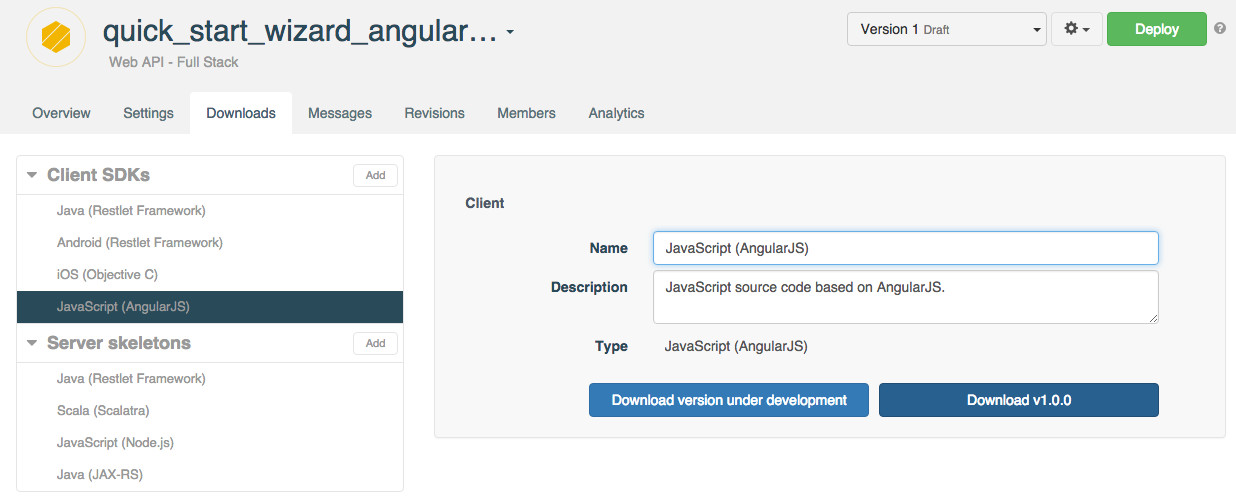 quick_start_wizard_angular...
Web API - Full Stack
Version 1 Draft
Deploy
?
Overview Settings Downloads Messages Revisions Members Analytics
Client SDKs Add
Java (Restlet Framework)
Android (Restlet Framework)
iOS (Objective C)
JavaScript (AngularJS)
Server skeletons Add
Java (Restlet Framework)
Scala (Scalatra)
JavaScript (Node.js)
Java (JAX-RS)
Client
Name JavaScript (AngularJS)
Description JavaScript source code based on AngularJS.
Type JavaScript (AngularJS)
Download version under development Download v1.0.0